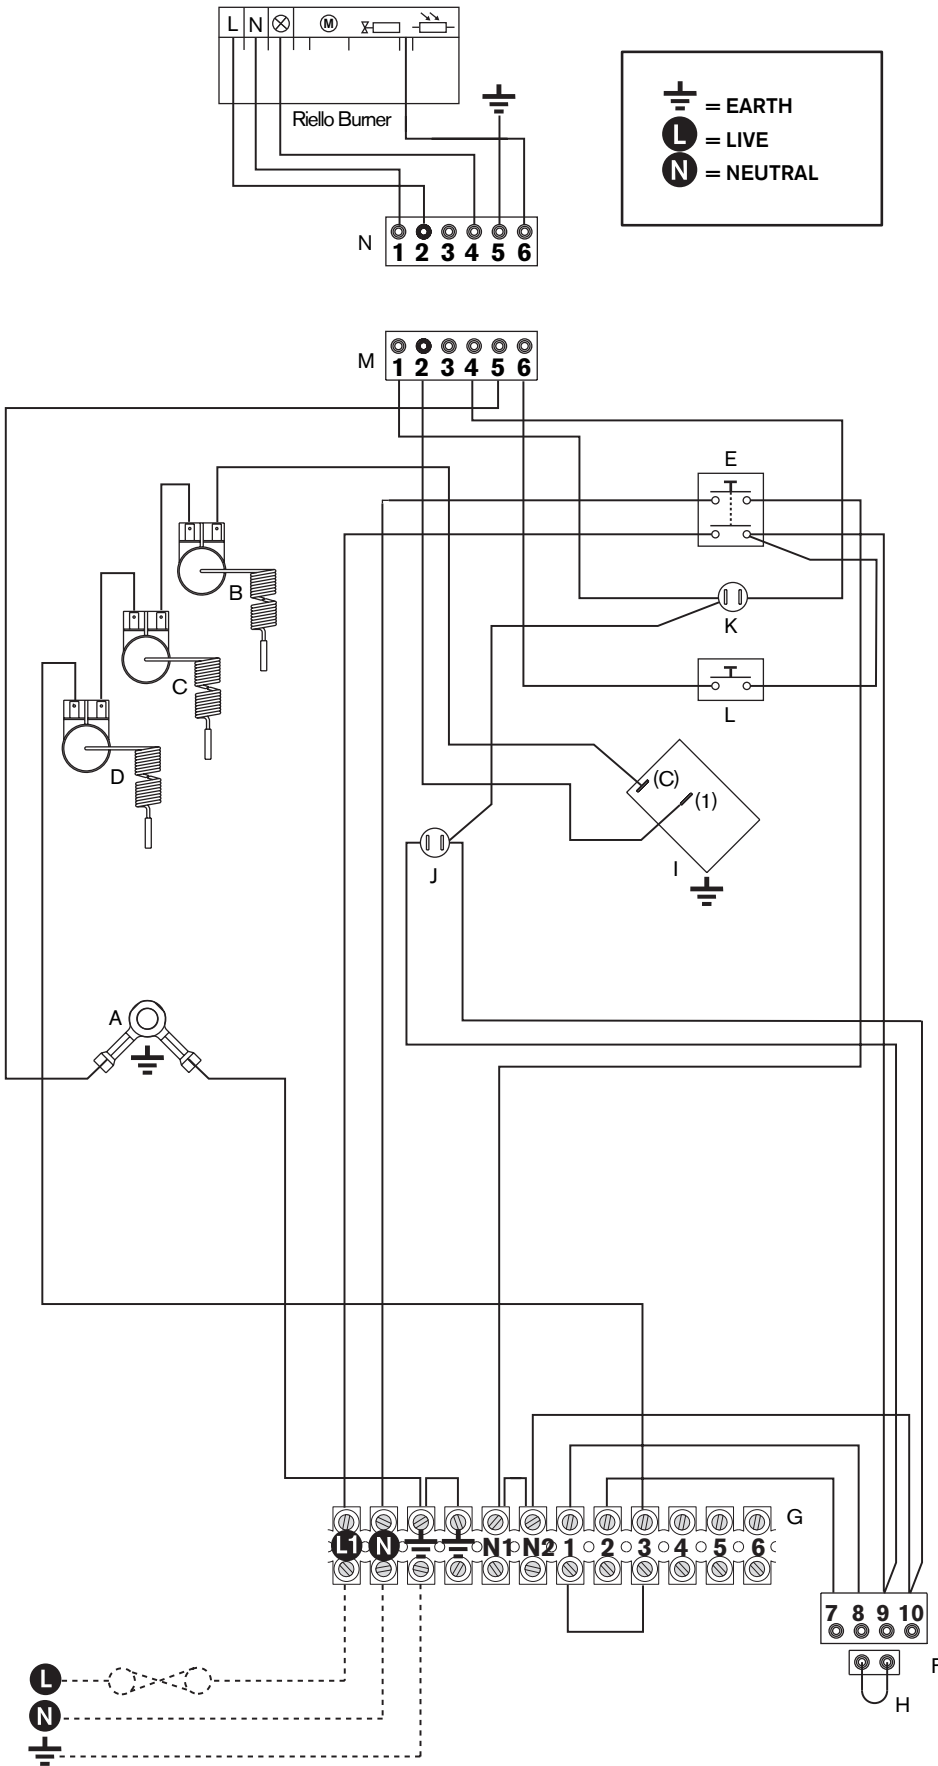 L N M
Riello Burner
= EARTH
L = LIVE
N = NEUTRAL
N
1 2 3 4 5 6
M
1 2 3 4 5 6
E
B
K
C
L
D
(C)
(1)
I
J
A
G
L1 N N1 N2 1 2 3 4 5 6
7 8 9 10
F
L
H
N